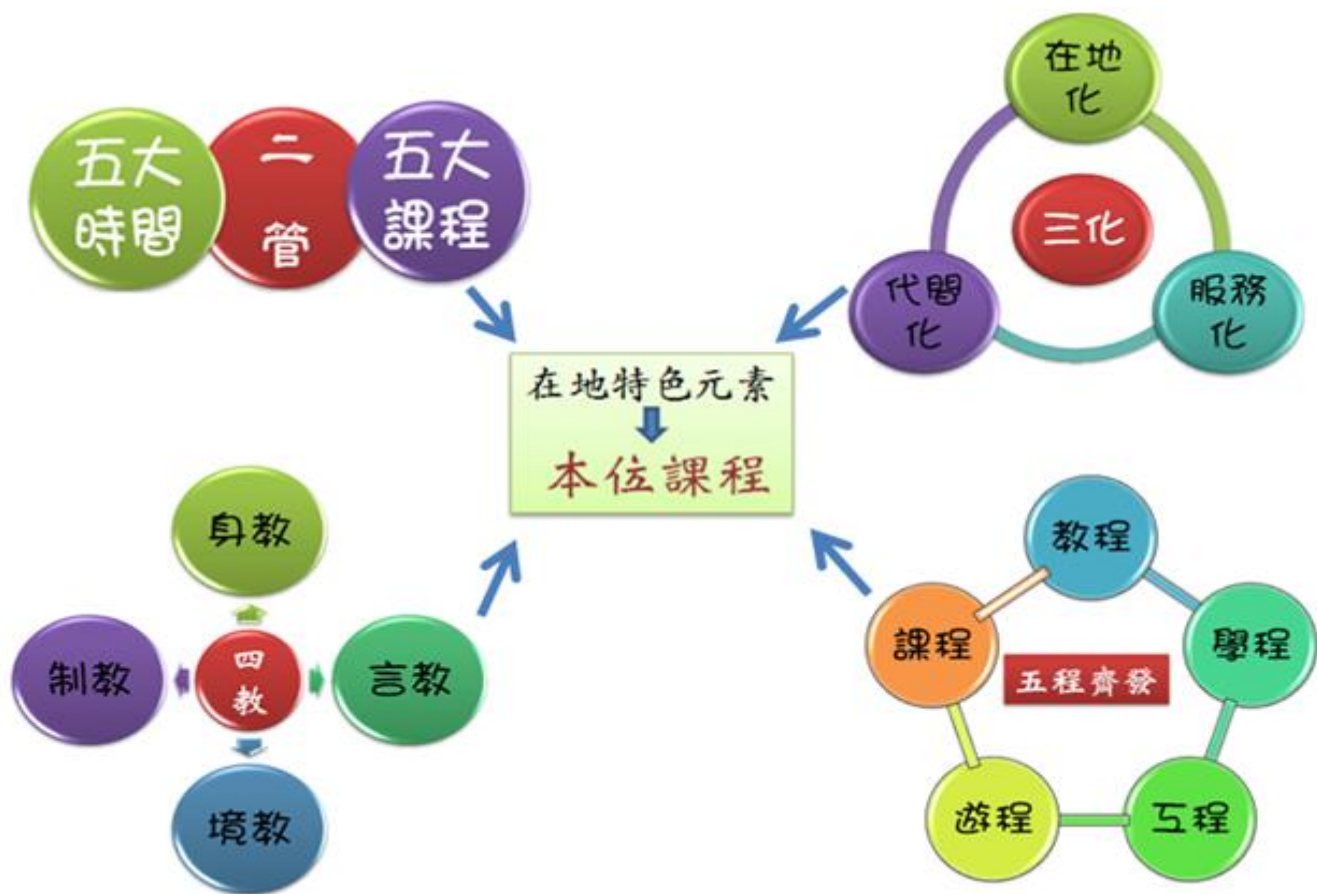 五大
時間
二
管
五大
課程
在地
化
三化
代間
化
服務
化
在地特色元素
本位課程
身教
制教
四
教
言教
境教
教程
課程
學程
五程齊發
遊程
互程